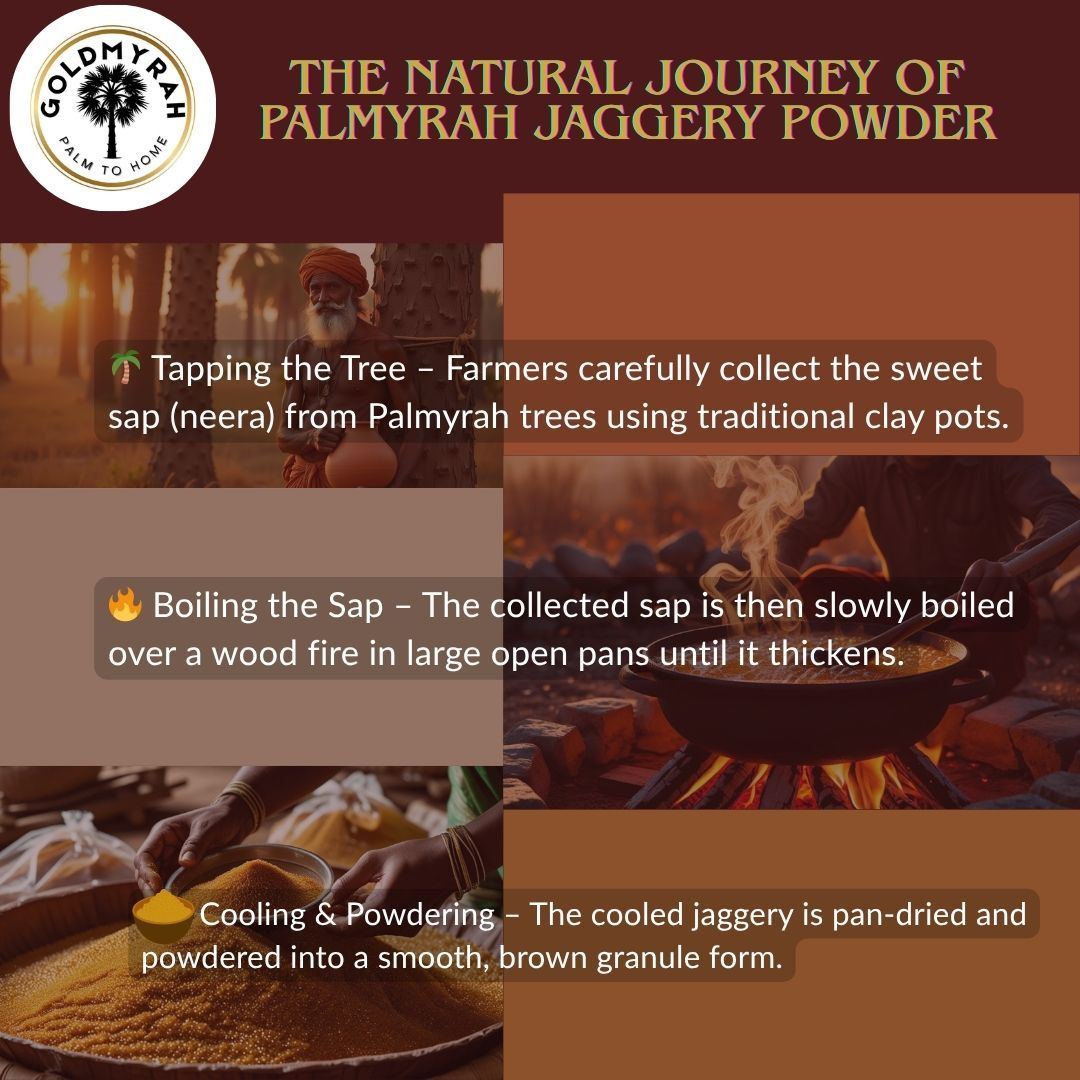 GOLDMYRAH
PALM TO HOME
THE NATURAL JOURNEY OF
PALMYRAH JAGGERY POWDER
🌴 Tapping the Tree – Farmers carefully collect the sweet
sap (neera) from Palmyrah trees using traditional clay pots.
🔥 Boiling the Sap – The collected sap is then slowly boiled
over a wood fire in large open pans until it thickens.
Cooling & Powdering – The cooled jaggery is pan-dried and
powdered into a smooth, brown granule form.